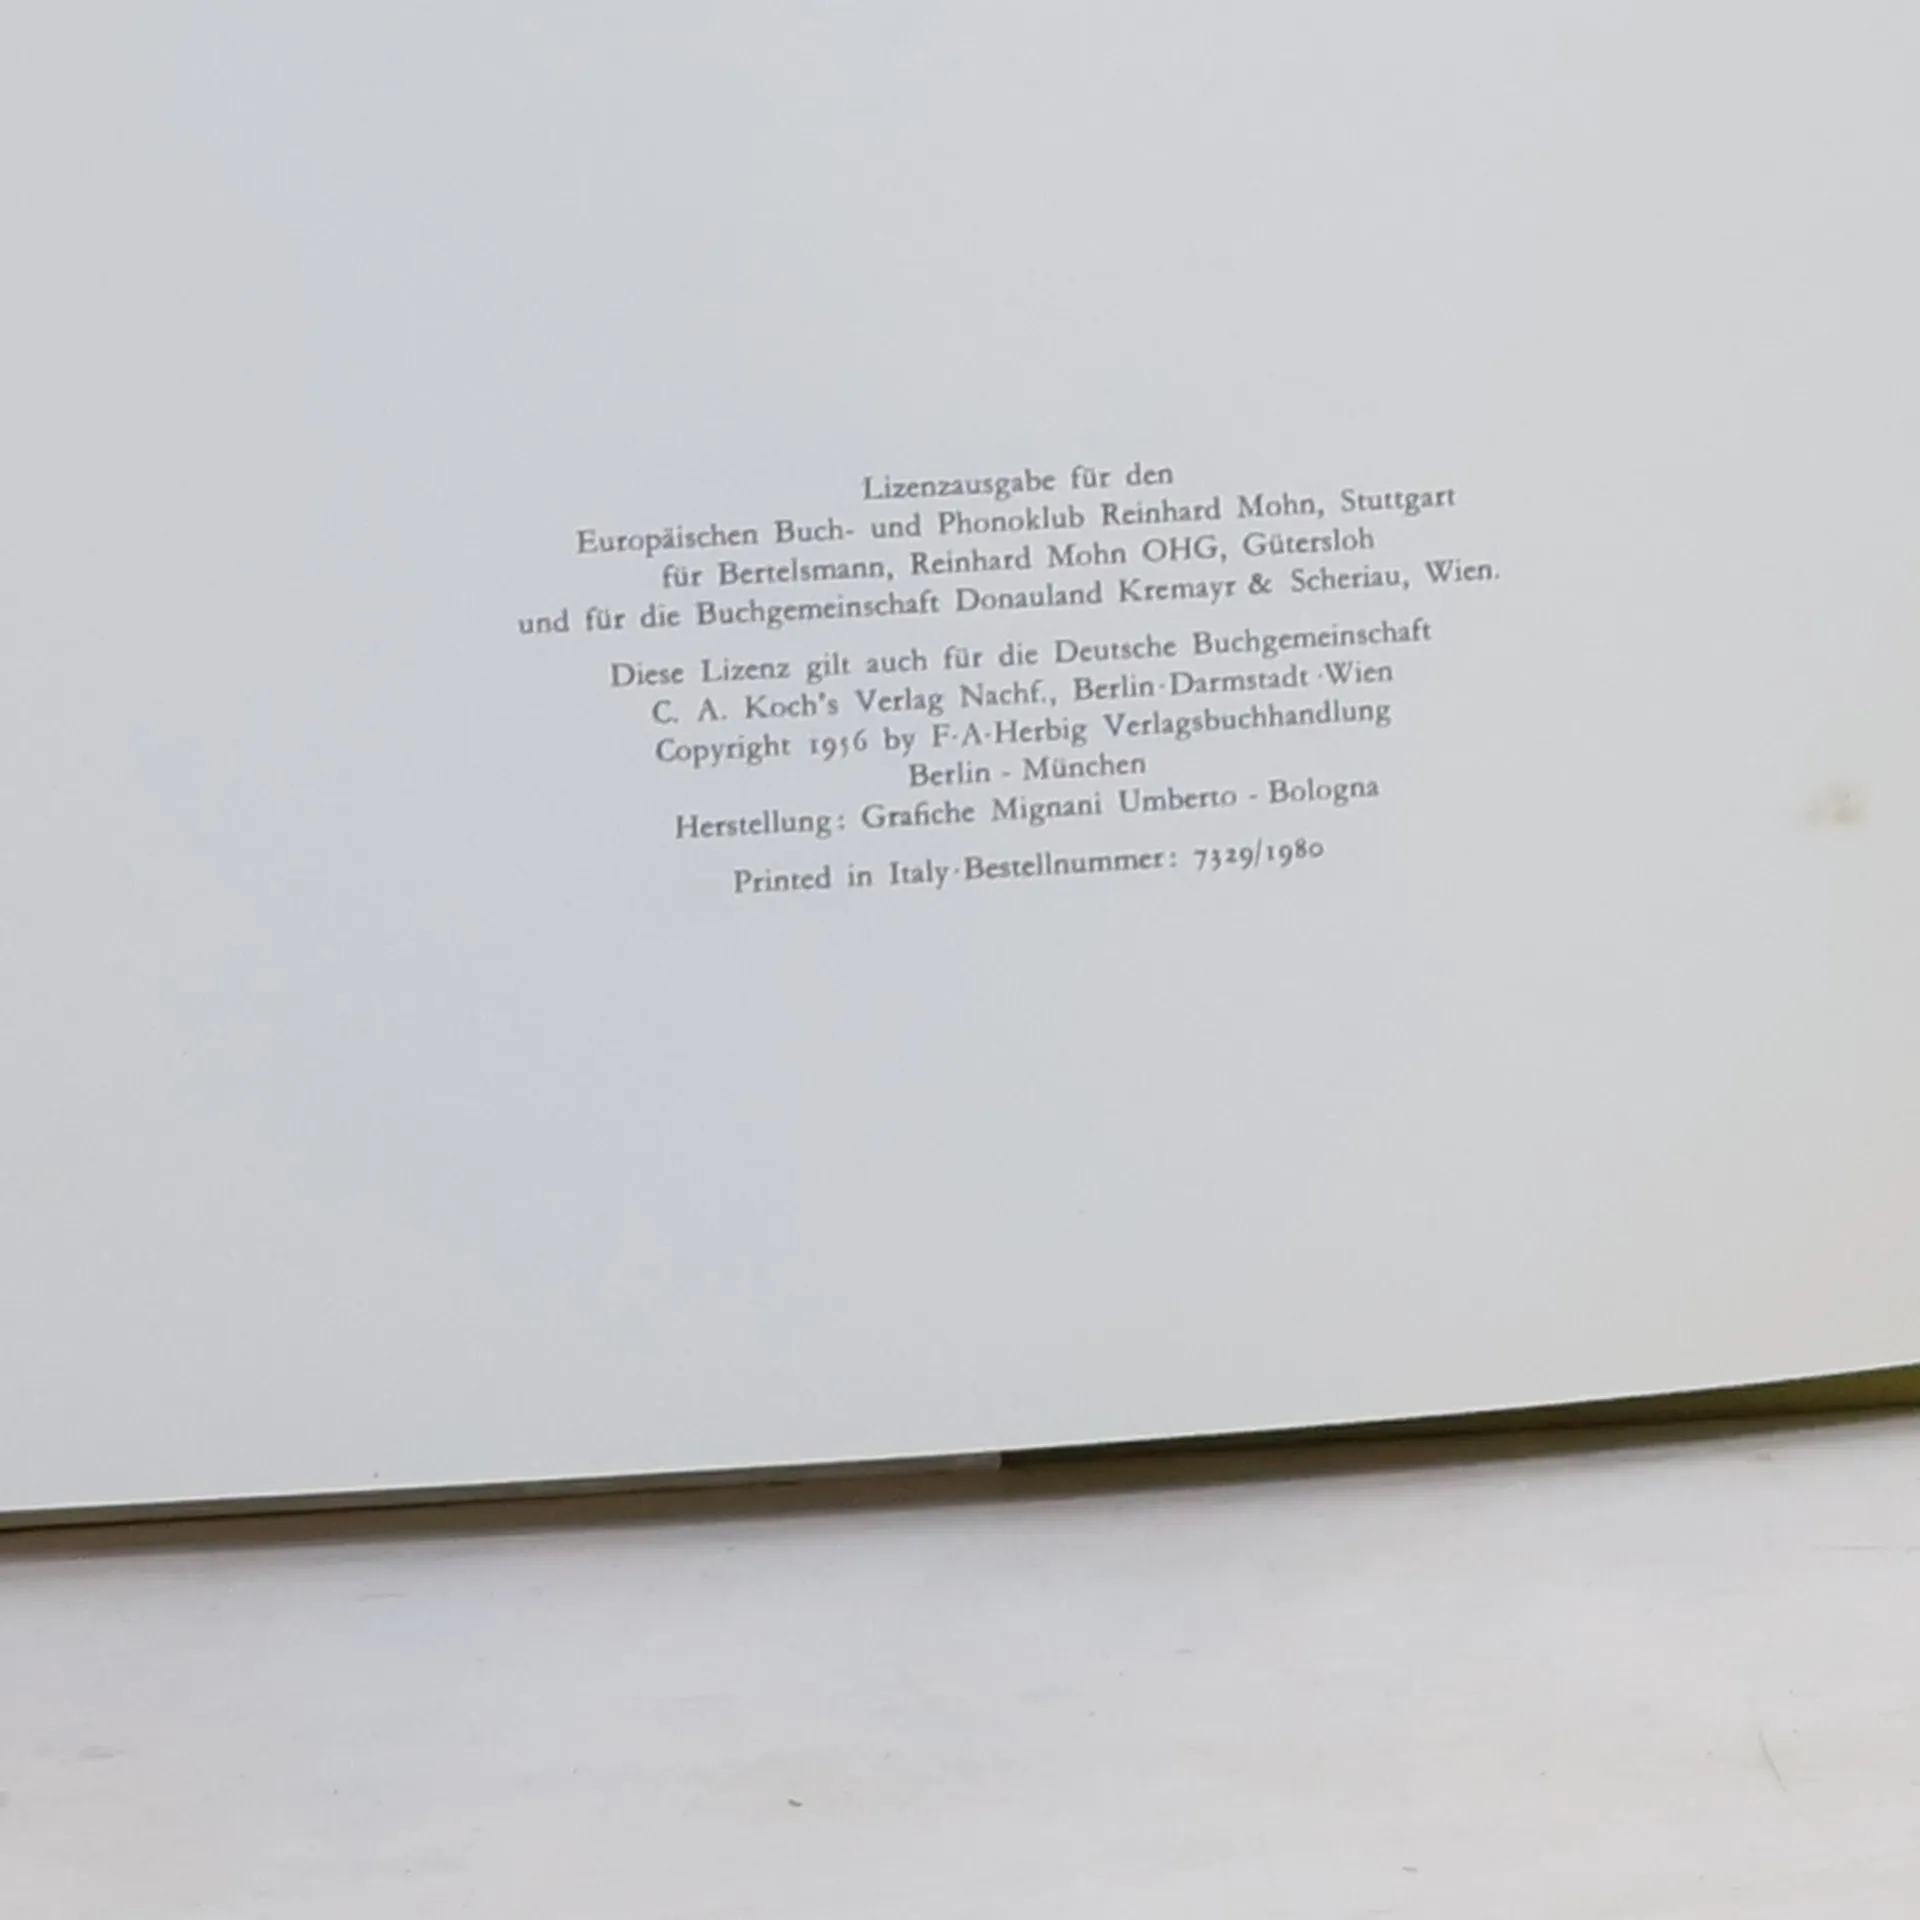 Lizenzausgabe für den
Europäischen Buch- und Phonoklub Reinhard Mohn, Stuttgart
für Bertelsmann, Reinhard Mohn OHG, Gütersloh
und für die Buchgemeinschaft Donauland Kremayr & Scheriau, Wien.
Diese Lizenz gilt auch für die Deutsche Buchgemeinschaft
C. A. Koch's Verlag Nachf., Berlin·Darmstadt·Wien
Copyright 1956 by F·A·Herbig Verlagsbuchhandlung
Berlin - München
Herstellung: Grafiche Mignani Umberto - Bologna
Printed in Italy·Bestellnummer: 7329/1980